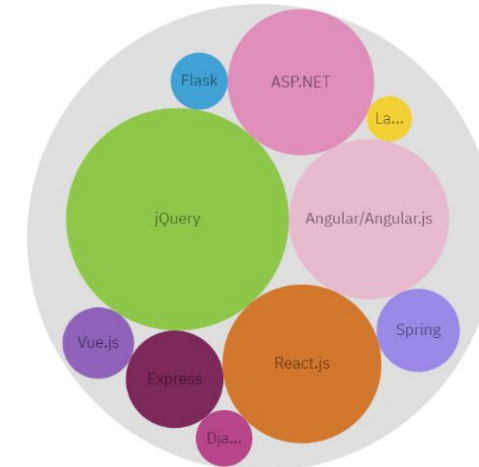 ASP.NET
Flask
La...
jQuery
Angular/Angular.js
Spring
Vue.js
React.js
Express
Dja...